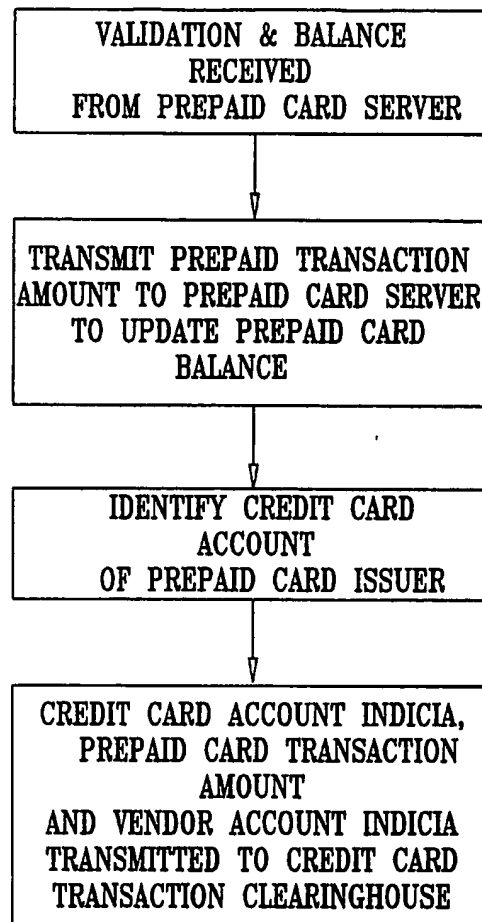 VALIDATION & BALANCE
RECEIVED
FROM PREPAID CARD SERVER
TRANSMIT PREPAID TRANSACTION
AMOUNT TO PREPAID CARD SERVER
TO UPDATE PREPAID CARD
BALANCE
IDENTIFY CREDIT CARD
ACCOUNT
OF PREPAID CARD ISSUER
CREDIT CARD ACCOUNT INDICIA,
PREPAID CARD TRANSACTION
AMOUNT
AND VENDOR ACCOUNT INDICIA
TRANSMITTED TO CREDIT CARD
TRANSACTION CLEARINGHOUSE